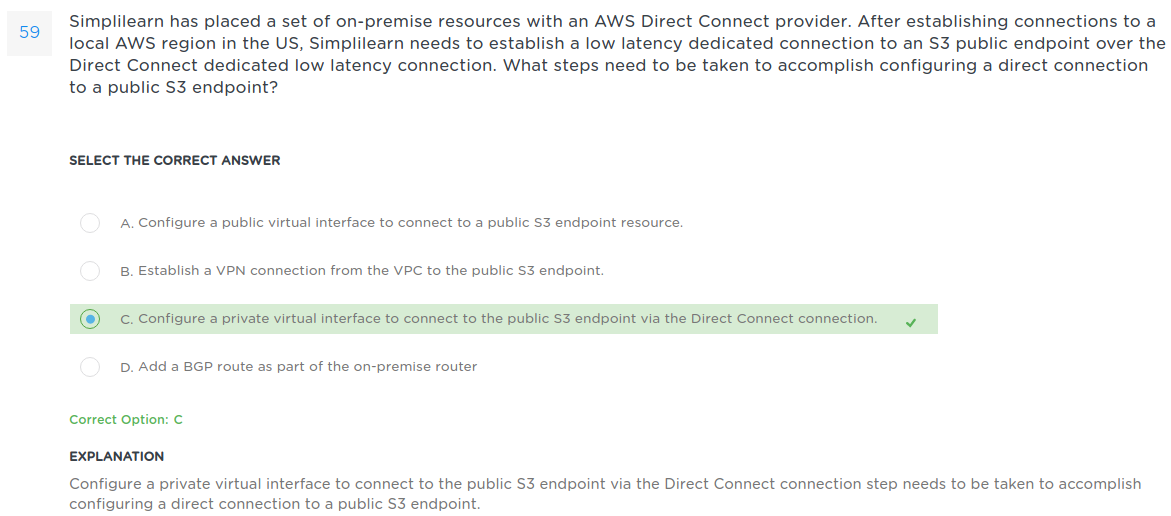 59
Simplilearn has placed a set of on-premise resources with an AWS Direct Connect provider. After establishing connections to a
local AWS region in the US, Simplilearn needs to establish a low latency dedicated connection to an S3 public endpoint over the
Direct Connect dedicated low latency connection. What steps need to be taken to accomplish configuring a direct connection
to a public S3 endpoint?
SELECT THE CORRECT ANSWER
A. Configure a public virtual interface to connect to a public S3 endpoint resource.
B. Establish a VPN connection from the VPC to the public S3 endpoint.
C. Configure a private virtual interface to connect to the public S3 endpoint via the Direct Connect connection.
D. Add a BGP route as part of the on-premise router
Correct Option: C
EXPLANATION
Configure a private virtual interface to connect to the public S3 endpoint via the Direct Connect connection step needs to be taken to accomplish
configuring a direct connection to a public S3 endpoint.